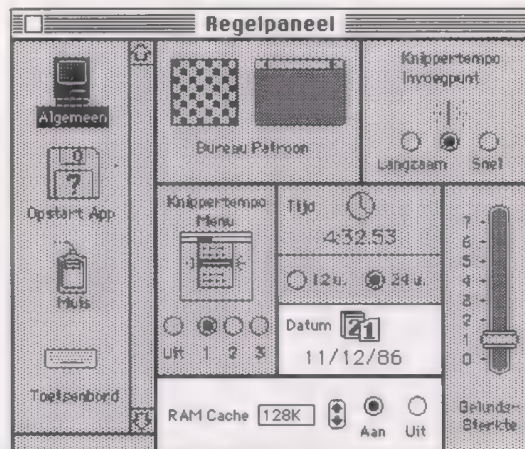 Regelpaneel
Algemeen
Opstart App
Muis
Toetsenbord
Bureau Patroon
Knippertempo
Invoegpunt
Langzaam Snel
Knippertempo
Menu
Uit 1 2 3
Tijd
4:32:53
12 u. 24 u.
Datum 21
11/12/86
RAM Cache 128K
Aan Uit
7
6
5
4
3
2
1
0
Geluids-
Sterkte